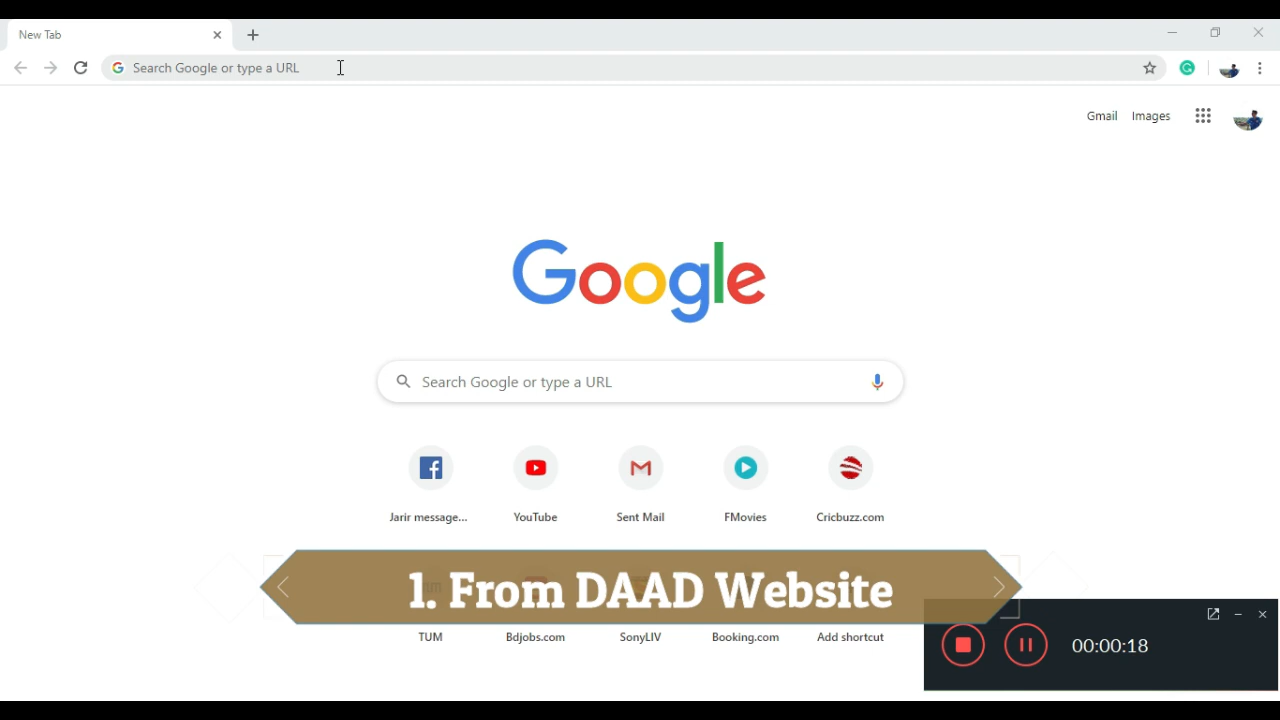 New Tab
Search Google or type a URL
Gmail Images
Google
Search Google or type a URL
Jarir message... YouTube Sent Mail FMovies Cricbuzz.com
1. From DAAD Website
TUM Bdjobs.com SonyLIV Booking.com Add shortcut
00:00:18